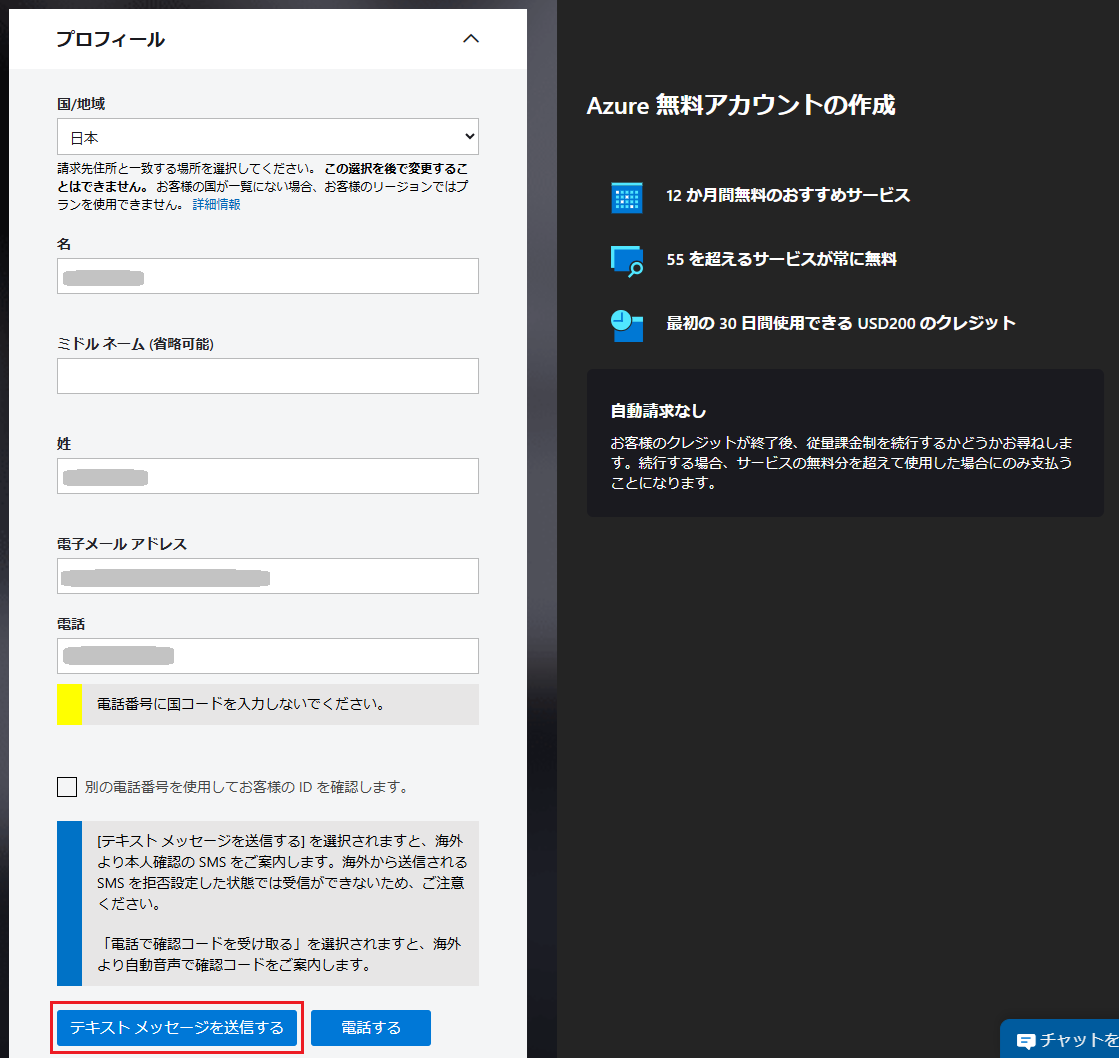 プロフィール
国/地域
日本
請求先住所と一致する場所を選択してください。 この選択を後で変更するこ
とはできません。 お客様の国が一覧にない場合、お客様のリージョンではプ
ランを使用できません。 詳細情報
名
ミドル ネーム (省略可能)
姓
電子メール アドレス
電話
電話番号に国コードを入力しないでください。
別の電話番号を使用してお客様の ID を確認します。
[テキスト メッセージを送信する] を選択されますと、海外
より本人確認の SMS をご案内します。海外から送信される
SMS を拒否設定した状態では受信ができないため、ご注意
ください。
「電話で確認コードを受け取る」を選択されますと、海外
より自動音声で確認コードをご案内します。
テキスト メッセージを送信する
電話する
Azure 無料アカウントの作成
12 か月間無料のおすすめサービス
55 を超えるサービスが常に無料
最初の 30 日間使用できる USD200 のクレジット
自動請求なし
お客様のクレジットが終了後、従量課金制を続行するかどうかお尋ねしま
す。続行する場合、サービスの無料分を超えて使用した場合にのみ支払う
ことになります。
チャットを